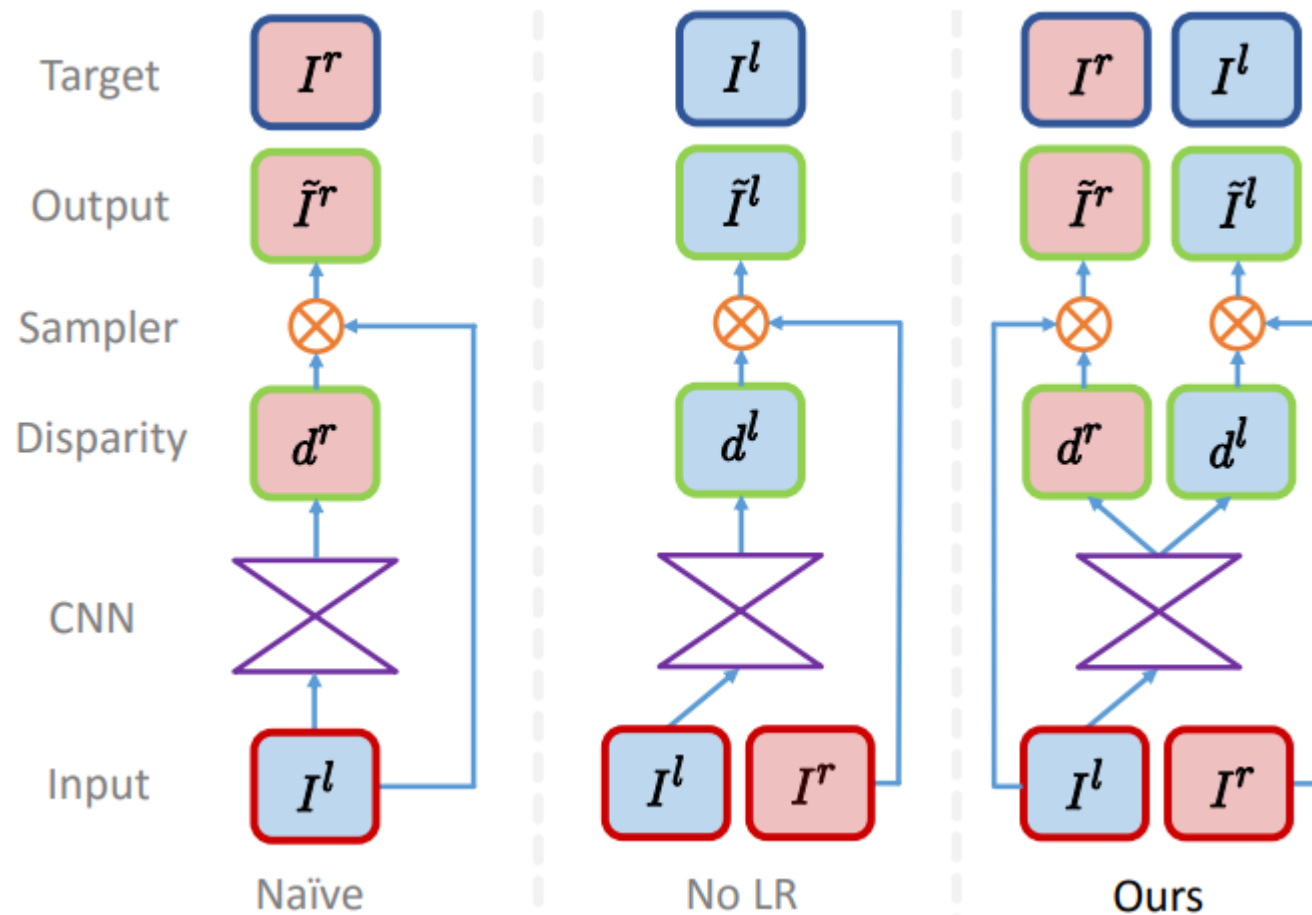 Target I^r I^l I^r I^l
Output Ĩ^r Ĩ^l Ĩ^r Ĩ^l
Sampler
Disparity d^r d^l d^r d^l
CNN
Input I^l I^l I^r I^l I^r
Naïve No LR Ours